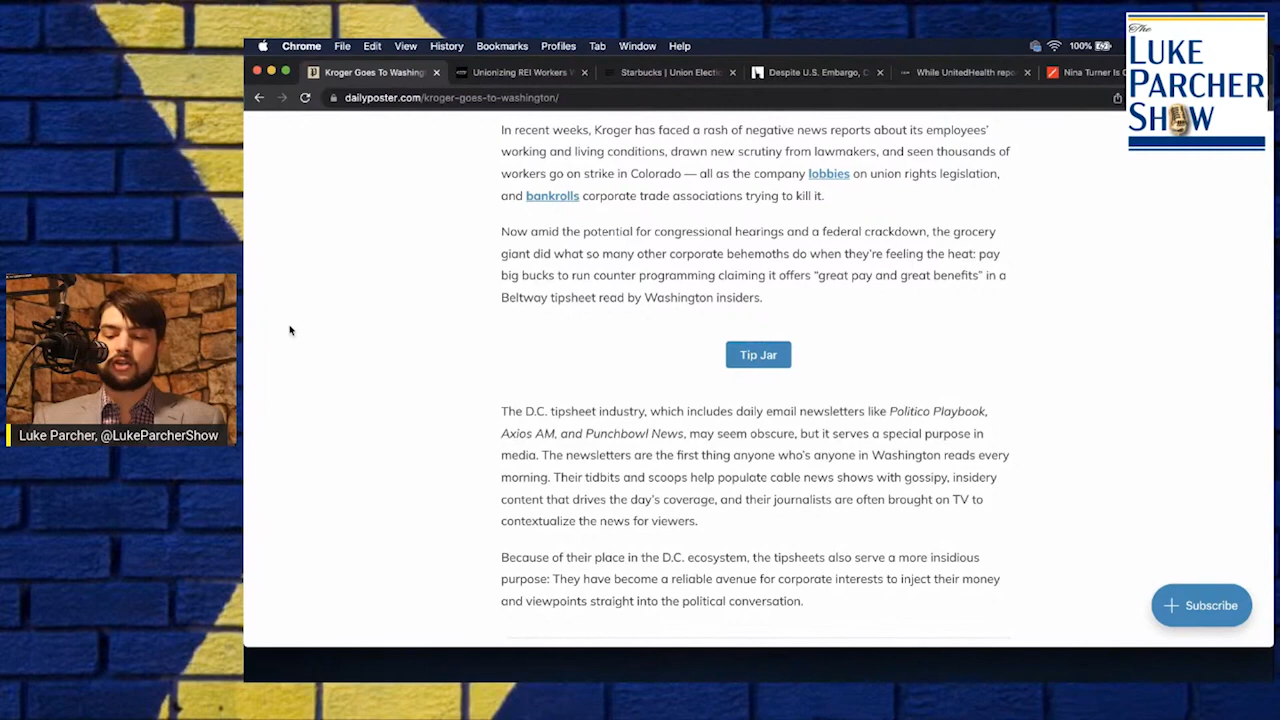 Chrome File Edit View History Bookmarks Profiles Tab Window Help 100%
Kroger Goes To Washing
Unionizing REI Workers
Starbucks | Union Electi
Despite U.S. Embargo,
While UnitedHealth repo
Nina Turner Is
dailyposter.com/kroger-goes-to-washington/
The
LUKE
PARCHER
SHOW
In recent weeks, Kroger has faced a rash of negative news reports about its employees'
working and living conditions, drawn new scrutiny from lawmakers, and seen thousands of
workers go on strike in Colorado — all as the company lobbies on union rights legislation,
and bankrolls corporate trade associations trying to kill it.
Now amid the potential for congressional hearings and a federal crackdown, the grocery
giant did what so many other corporate behemoths do when they're feeling the heat: pay
big bucks to run counter programming claiming it offers “great pay and great benefits” in a
Beltway tipsheet read by Washington insiders.
Tip Jar
The D.C. tipsheet industry, which includes daily email newsletters like Politico Playbook,
Axios AM, and Punchbowl News, may seem obscure, but it serves a special purpose in
media. The newsletters are the first thing anyone who's anyone in Washington reads every
morning. Their tidbits and scoops help populate cable news shows with gossipy, insidery
content that drives the day's coverage, and their journalists are often brought on TV to
contextualize the news for viewers.
Because of their place in the D.C. ecosystem, the tipsheets also serve a more insidious
purpose: They have become a reliable avenue for corporate interests to inject their money
and viewpoints straight into the political conversation.
Subscribe
Luke Parcher, @LukeParcherShow